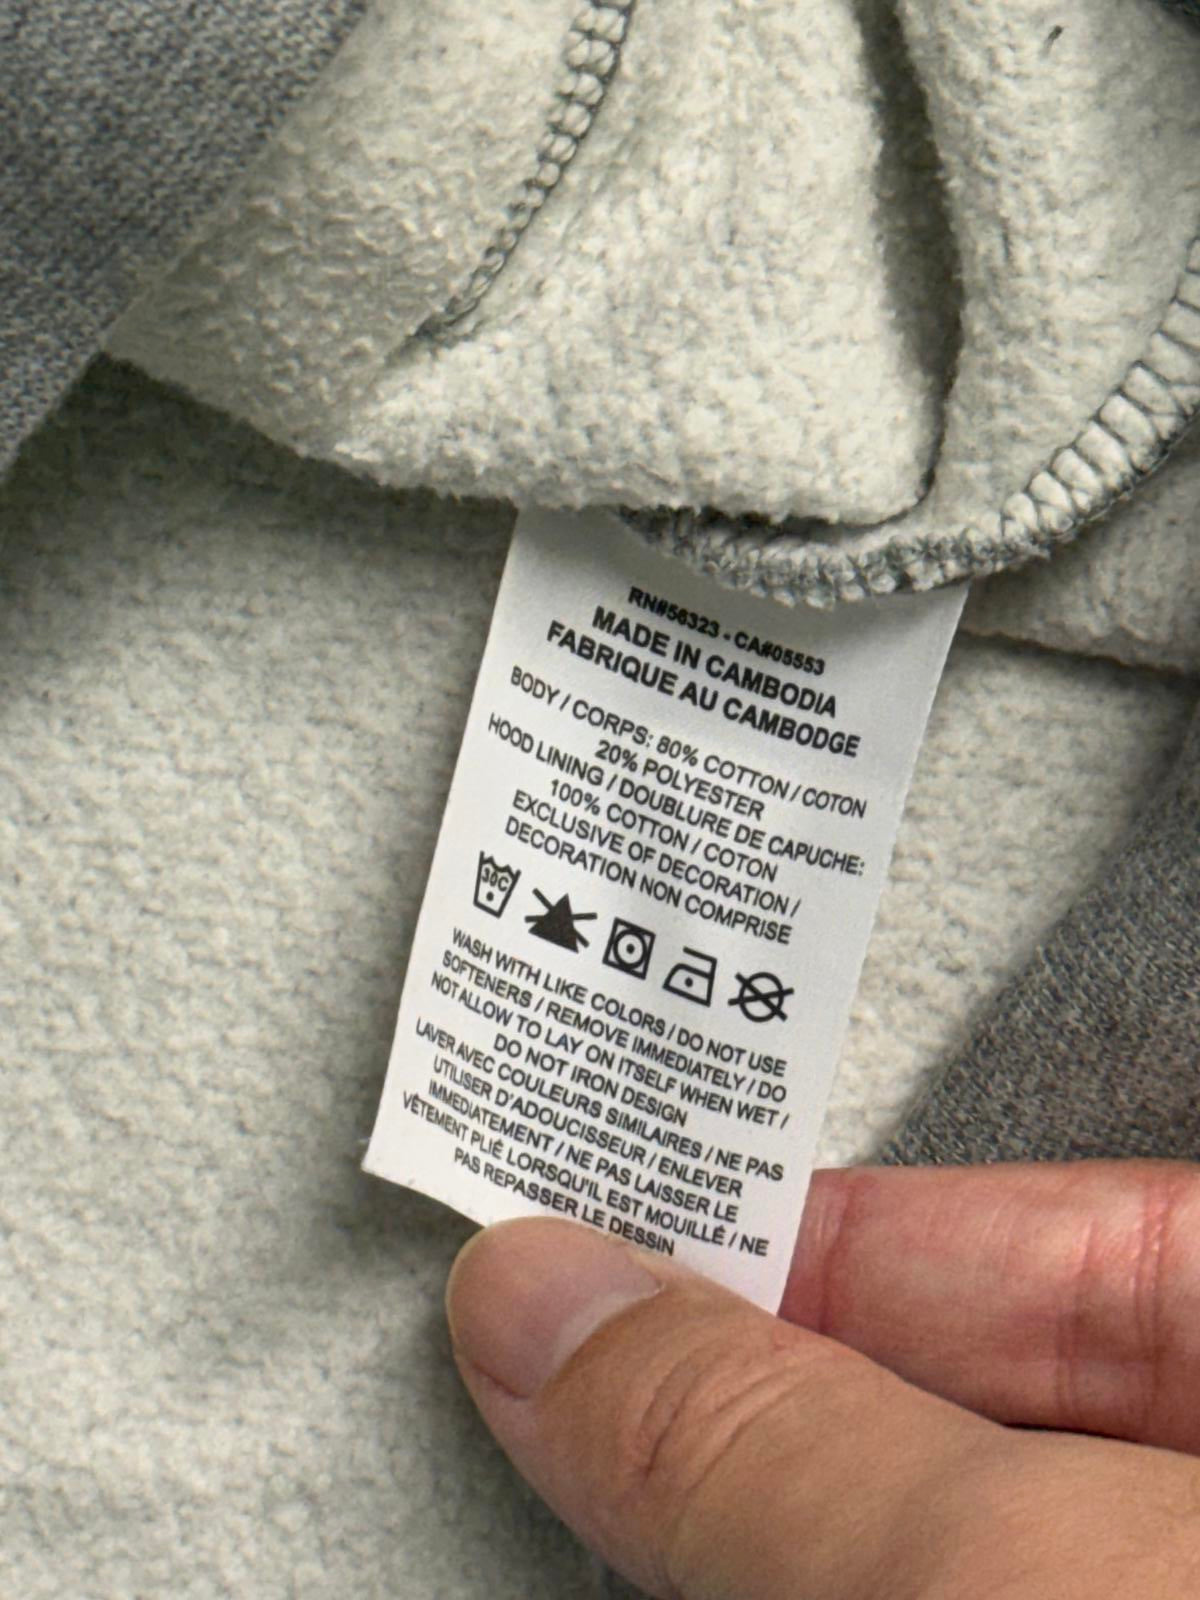 RN#56323 - CA#05553
MADE IN CAMBODIA
FABRIQUE AU CAMBODGE
BODY / CORPS: 80% COTTON / COTON
20% POLYESTER
HOOD LINING / DOUBLURE DE CAPUCHE:
100% COTTON / COTON
EXCLUSIVE OF DECORATION /
DECORATION NON COMPRISE
30C
WASH WITH LIKE COLORS / DO NOT USE
SOFTENERS / REMOVE IMMEDIATELY / DO
NOT ALLOW TO LAY ON ITSELF WHEN WET /
DO NOT IRON DESIGN
LAVER AVEC COULEURS SIMILAIRES / NE PAS
UTILISER D'ADOUCISSEUR / ENLEVER
IMMEDIATEMENT / NE PAS LAISSER LE
VÊTEMENT PLIÉ LORSQU'IL EST MOUILLÉ / NE
PAS REPASSER LE DESSIN